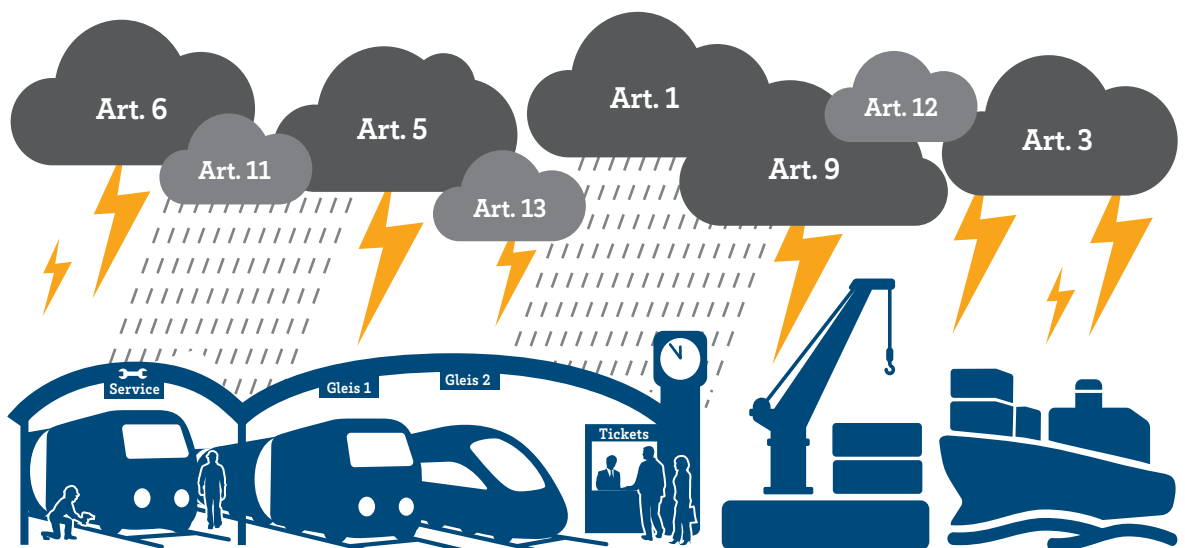 Art. 6
Art. 11
Art. 5
Art. 13
Art. 1
Art. 9
Art. 12
Art. 3
Service
Gleis 1
Gleis 2
Tickets